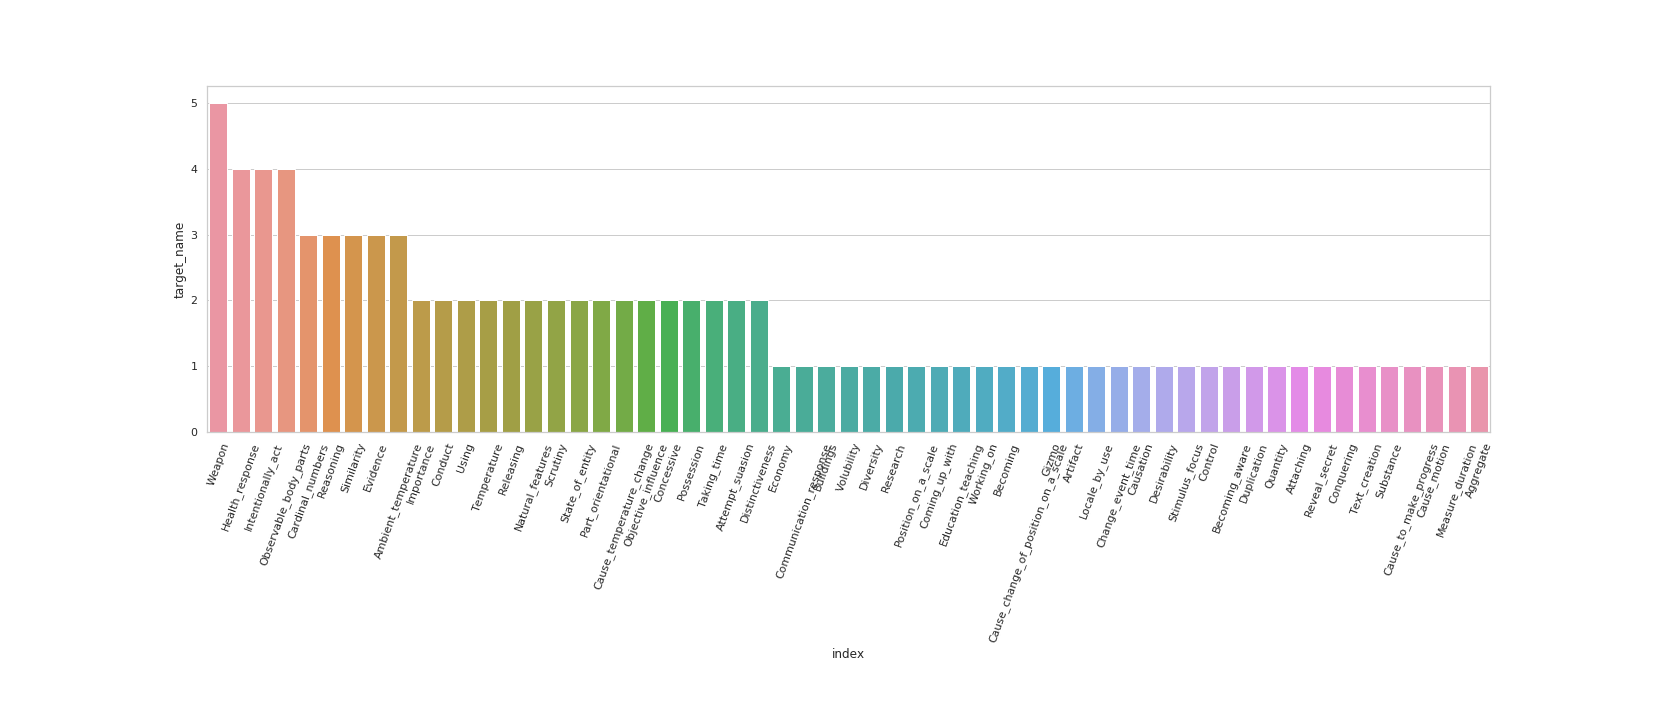 target_name
5
4
3
2
1
0
Weapon
Health_response
Intentionally_act
Observable_body_parts
Cardinal_numbers
Reasoning
Similarity
Evidence
Ambient_temperature
Importance
Conduct
Using
Temperature
Releasing
Natural_features
Scrutiny
State_of_entity
Part_orientational
Cause_temperature_change
Objective_influence
Concessive
Possession
Taking_time
Attempt_suasion
Distinctiveness
Economy
Communication_response
Buildings
Volubility
Diversity
Research
Position_on_a_scale
Coming_up_with
Education_teaching
Working_on
Becoming
Cause_change_of_position_on_a_scale
Gizmo
Artifact
Locale_by_use
Change_event_time
Causation
Desirability
Stimulus_focus
Control
Becoming_aware
Duplication
Quantity
Attaching
Reveal_secret
Conquering
Text_creation
Substance
Cause_to_make_progress
Cause_motion
Measure_duration
Aggregate
index